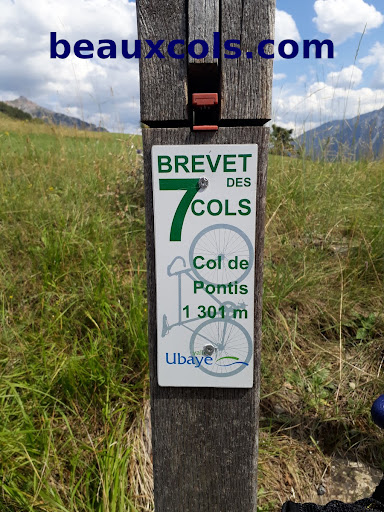 beauxcols.com
BREVET
7 DES
COLS
Col de
Pontis
1 301 m
Ubaye